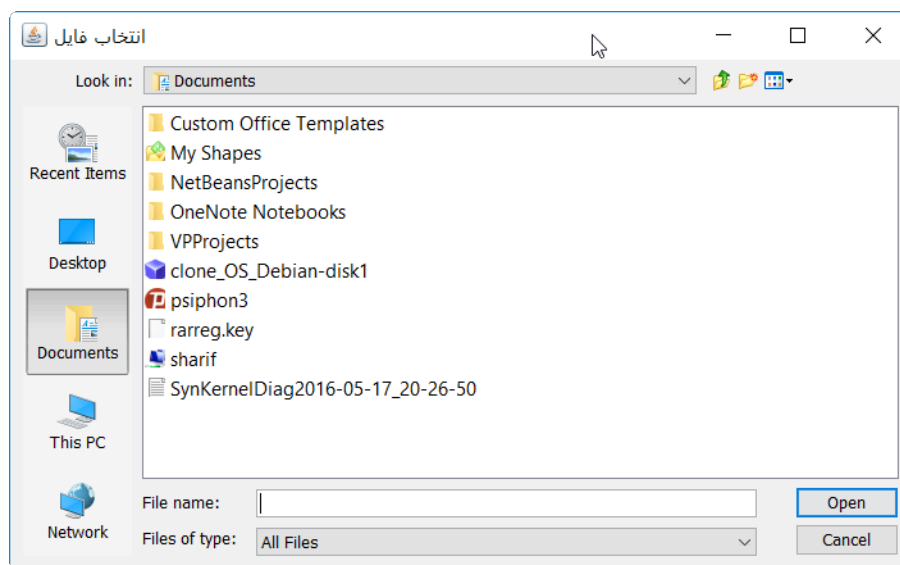 انتخاب فایل
Look in: Documents
Recent Items
Desktop
Documents
This PC
Network
Custom Office Templates
My Shapes
NetBeansProjects
OneNote Notebooks
VPProjects
clone_OS_Debian-disk1
psiphon3
rarreg.key
sharif
SynKernelDiag2016-05-17_20-26-50
File name:
Open
Files of type: All Files
Cancel